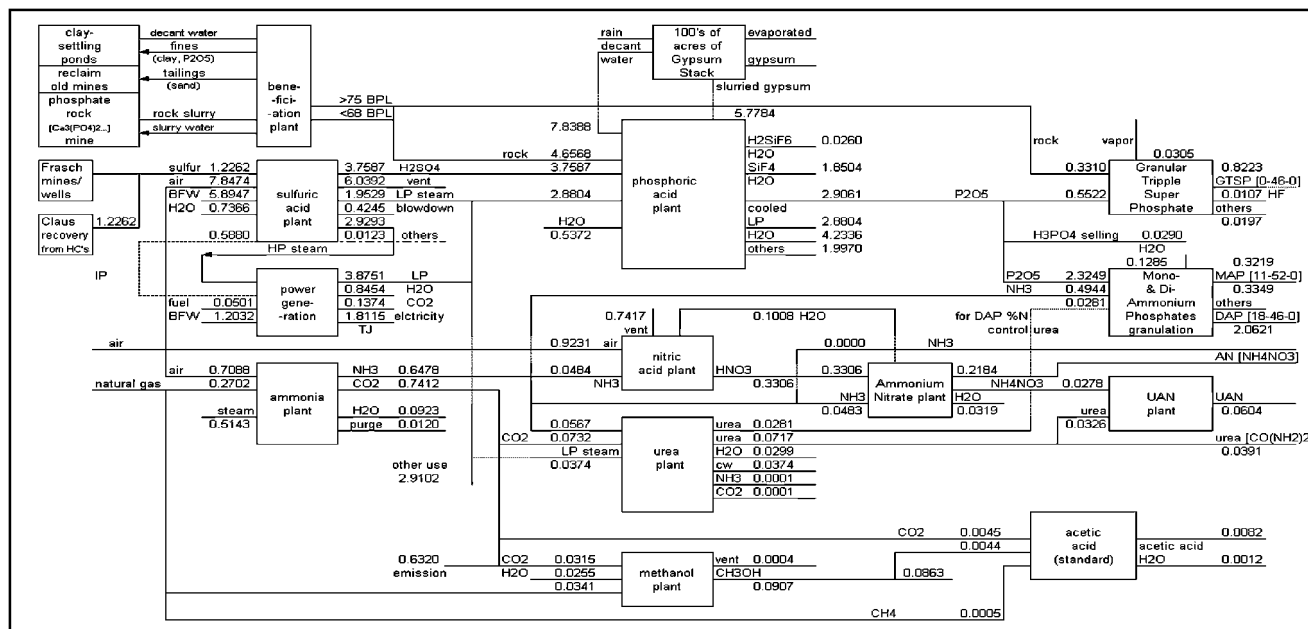 clay-
settling
ponds
reclaim
old mines
phosphate
rock
[Ca3(PO4)2...]
mine
decant water
fines
(clay, P2O5)
tailings
(sand)
rock slurry
slurry water
bene-
-fici-
-ation
plant
>75 BPL
<68 BPL
rain
decant
water
100's of
acres of
Gypsum
Stack
evaporated
gypsum
slurried gypsum
5.7784
7.8388
rock 4.6568
3.7587
2.8804
H2O
0.5372
phosphoric
acid
plant
H2SiF6 0.0260
H2O
SiF4 1.8504
H2O
2.9061
cooled
LP 2.8804
H2O 4.2336
others 1.9970
rock
0.3310
P2O5 0.5522
vapor
0.0305
Granular
Tripple
Super
Phosphate
0.8223
GTSP [0-46-0]
0.0107 HF
others
0.0197
H3PO4 selling 0.0290
Frasch
mines/
wells
Claus
recovery
from HC's
1.2262
sulfur 1.2262
air 7.8474
BFW 5.8947
H2O 0.7366
0.5880
sulfuric
acid
plant
3.7587 H2SO4
6.0392 vent
1.9529 LP steam
0.4245 blowdown
2.9293
0.0123 others
HP steam
IP
fuel 0.0501
BFW 1.2032
power
gene-
-ration
3.8751 LP
0.8454 H2O
0.1374 CO2
1.8115 elctricity
TJ
H2O
0.1285
P2O5 2.3249
NH3 0.4944
0.0281
for DAP %N
control urea
Mono-
& Di-
Ammonium
Phosphates
granulation
0.3219
MAP [11-52-0]
0.3349
others
DAP [18-46-0]
2.0621
air
0.9231 air
0.7417
vent
0.1008 H2O
0.0484
NH3
nitric
acid plant
HNO3
0.3306
0.0000 NH3
0.3306
NH3
0.0483
Ammonium
Nitrate plant
AN [NH4NO3]
0.2184
NH4NO3 0.0278
H2O
0.0319
urea
0.0326
UAN
plant
UAN
0.0604
air 0.7088
natural gas 0.2702
steam
0.5143
ammonia
plant
NH3 0.6478
CO2 0.7412
H2O 0.0923
purge 0.0120
0.0567
CO2 0.0732
LP steam
0.0374
urea
plant
urea 0.0281
urea 0.0717
H2O 0.0299
cw 0.0374
NH3 0.0001
CO2 0.0001
urea [CO(NH2)2]
0.0391
other use
2.9102
0.6320
emission
CO2 0.0315
H2O 0.0255
0.0341
methanol
plant
vent 0.0004
CH3OH
0.0907
0.0863
CO2 0.0045
0.0044
CH4 0.0005
acetic
acid
(standard)
0.0082
acetic acid
H2O 0.0012